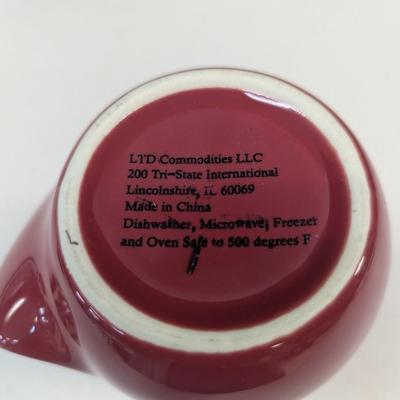 LTD Commodities LLC
200 Tri-State International
Lincolnshire, IL 60069
Made in China
Dishwasher, Microwave, Freezer
and Oven Safe to 500 degrees F